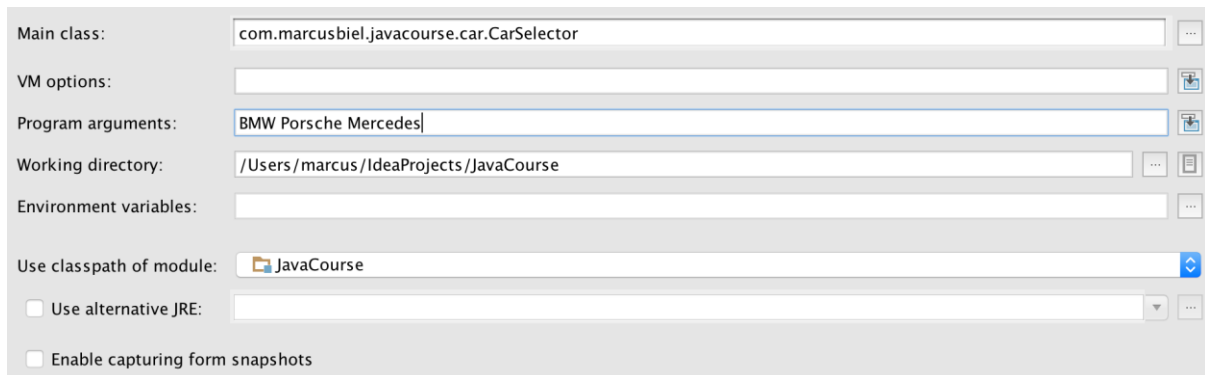 Main class: com.marcusbiel.javacourse.car.CarSelector
VM options:
Program arguments: BMW Porsche Mercedes
Working directory: /Users/marcus/IdeaProjects/JavaCourse
Environment variables:
Use classpath of module: JavaCourse
Use alternative JRE:
Enable capturing form snapshots